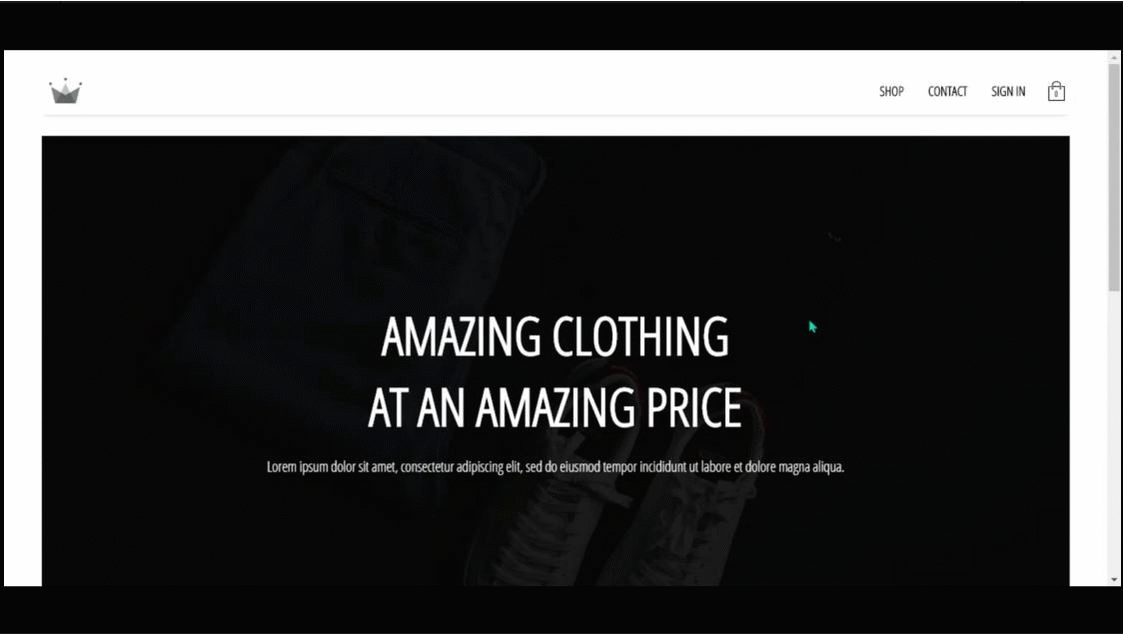 SHOP CONTACT SIGN IN 0
AMAZING CLOTHING
AT AN AMAZING PRICE
Lorem ipsum dolor sit amet, consectetur adipiscing elit, sed do eiusmod tempor incididunt ut labore et dolore magna aliqua.